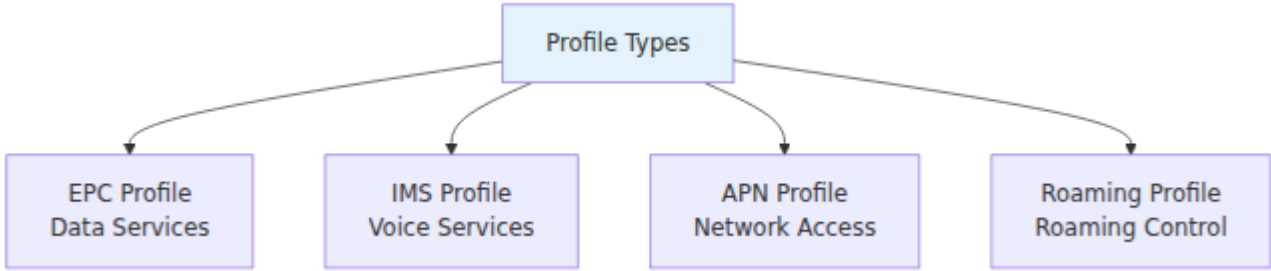 Profile Types
EPC Profile
Data Services
IMS Profile
Voice Services
APN Profile
Network Access
Roaming Profile
Roaming Control